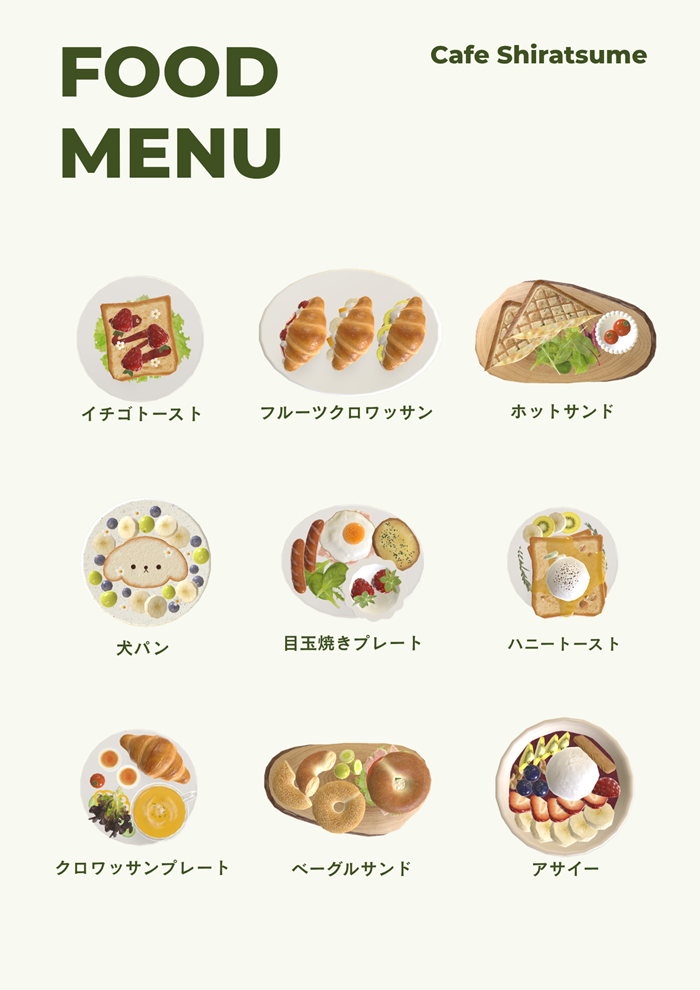 FOOD
MENU
Cafe Shiratsume
イチゴトースト
フルーツクロワッサン
ホットサンド
犬パン
目玉焼きプレート
ハニートースト
クロワッサンプレート
ベーグルサンド
アサイー